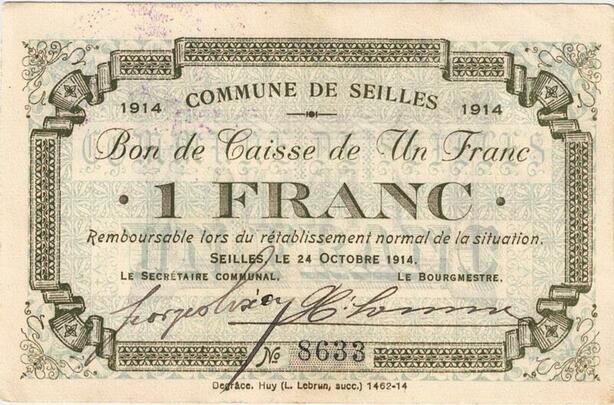 COMMUNE DE SEILLES
1914 1914
Bon de Caisse de Un Franc
· 1 FRANC ·
Remboursable lors du rétablissement normal de la situation.
SEILLES, LE 24 OCTOBRE 1914.
LE SECRÉTAIRE COMMUNAL. LE BOURGMESTRE.
No 8633
Degrâce, Huy (L. Lebrun, succ.) 1462-14